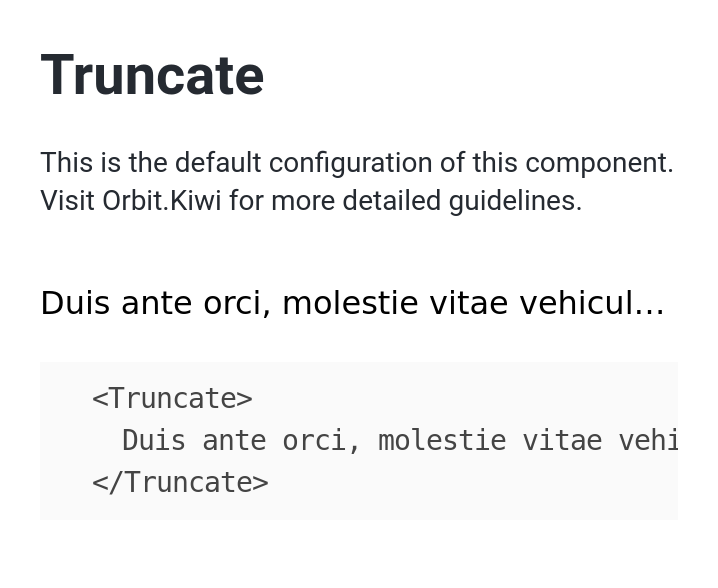 Truncate
This is the default configuration of this component.
Visit Orbit.Kiwi for more detailed guidelines.
Duis ante orci, molestie vitae vehicul…
<Truncate>
Duis ante orci, molestie vitae vehi
</Truncate>